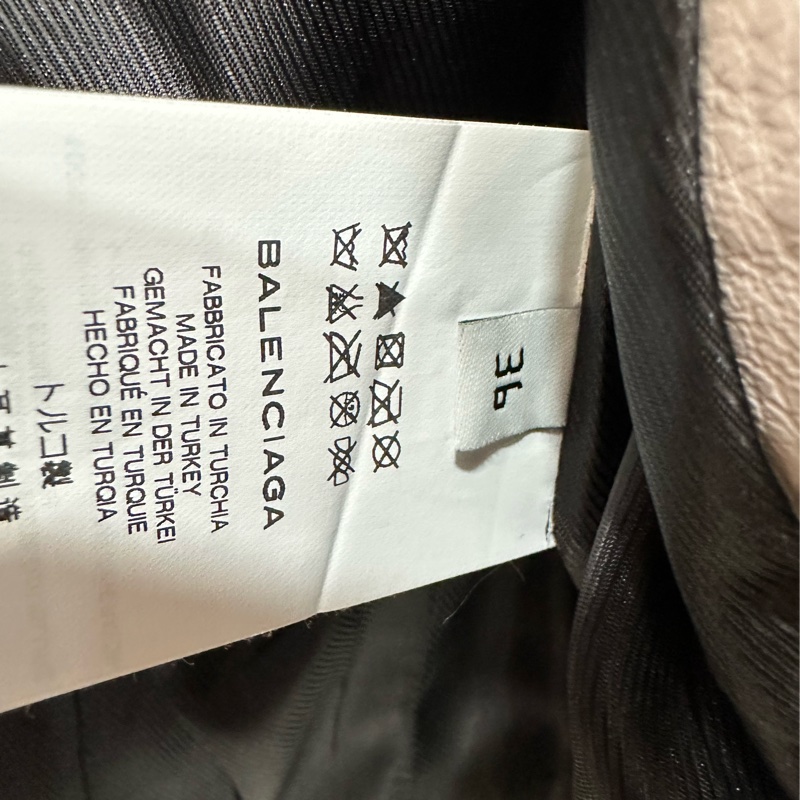 36
BALENCIAGA
FABBRICATO IN TURCHIA
MADE IN TURKEY
GEMACHT IN DER TÜRKEI
FABRIQUÉ EN TURQUIE
HECHO EN TURQIA
トルコ製